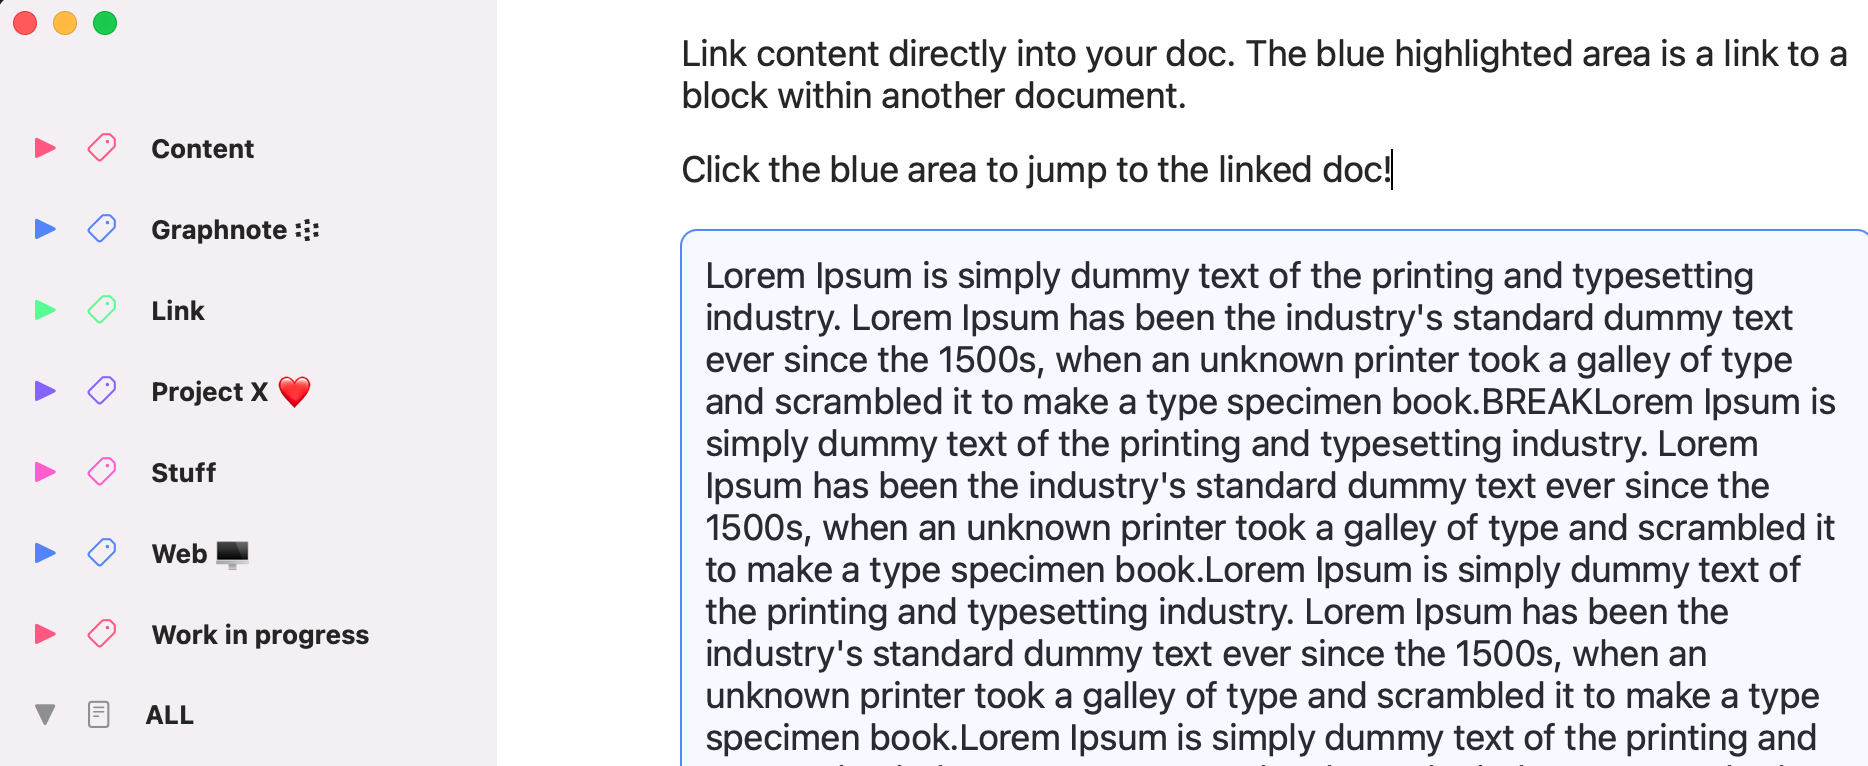 Content
Graphnote
Link
Project X ❤️
Stuff
Web 🖥️
Work in progress
ALL
Link content directly into your doc. The blue highlighted area is a link to a
block within another document.
Click the blue area to jump to the linked doc!
Lorem Ipsum is simply dummy text of the printing and typesetting
industry. Lorem Ipsum has been the industry's standard dummy text
ever since the 1500s, when an unknown printer took a galley of type
and scrambled it to make a type specimen book.BREAKLorem Ipsum is
simply dummy text of the printing and typesetting industry. Lorem
Ipsum has been the industry's standard dummy text ever since the
1500s, when an unknown printer took a galley of type and scrambled it
to make a type specimen book.Lorem Ipsum is simply dummy text of
the printing and typesetting industry. Lorem Ipsum has been the
industry's standard dummy text ever since the 1500s, when an
unknown printer took a galley of type and scrambled it to make a type
specimen book.Lorem Ipsum is simply dummy text of the printing and